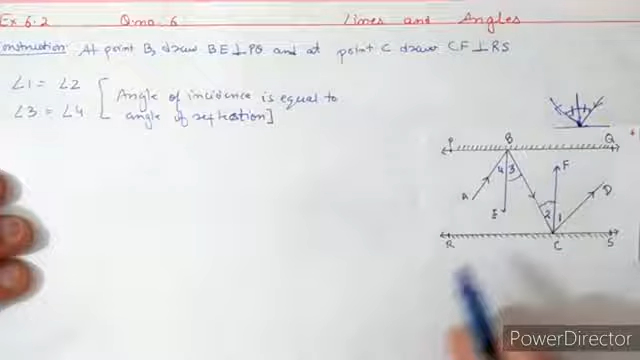 Ex 6.2 Q.no. 6 Lines and Angles
Construction: At point B, draw BE⊥PQ and at point C draw CF⊥RS
∠1 = ∠2 [Angle of incidence is equal to
∠3 = ∠4 angle of reflection]
P B Q
4 3 F
A D
E 2 1
R C S
PowerDirector